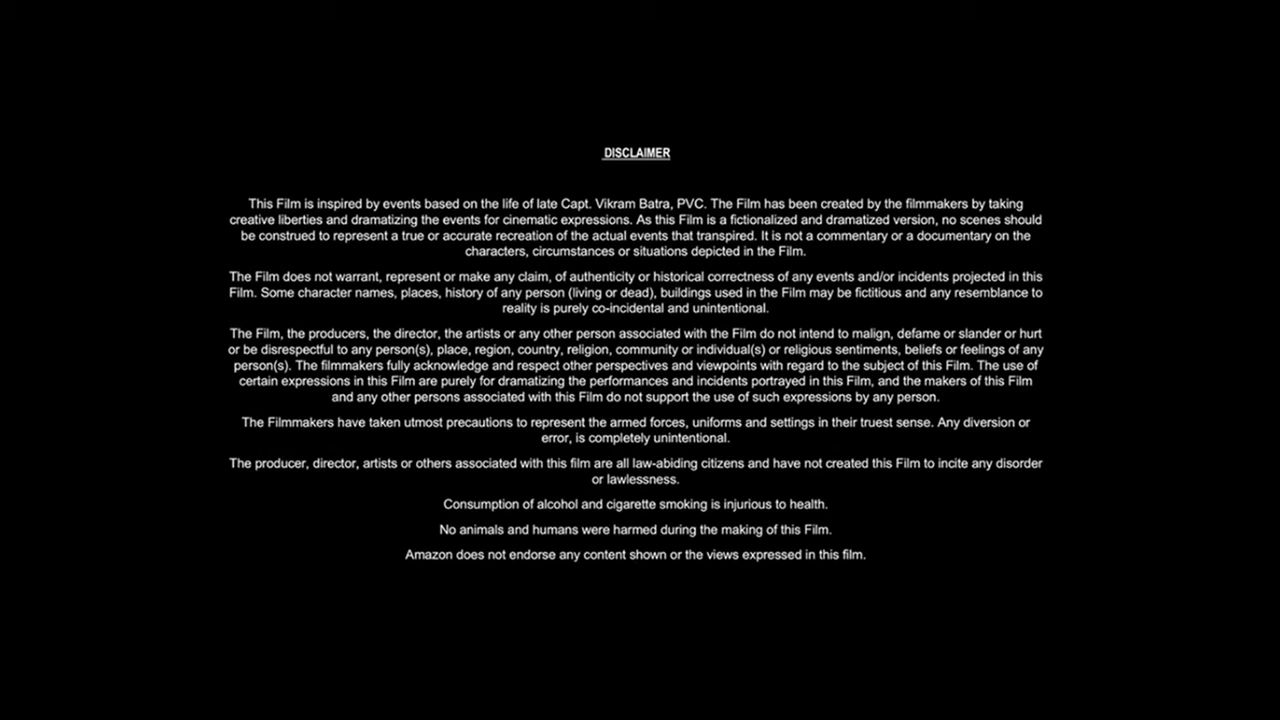 DISCLAIMER
This Film is inspired by events based on the life of late Capt. Vikram Batra, PVC. The Film has been created by the filmmakers by taking
creative liberties and dramatizing the events for cinematic expressions. As this Film is a fictionalized and dramatized version, no scenes should
be construed to represent a true or accurate recreation of the actual events that transpired. It is not a commentary or a documentary on the
characters, circumstances or situations depicted in the Film.
The Film does not warrant, represent or make any claim, of authenticity or historical correctness of any events and/or incidents projected in this
Film. Some character names, places, history of any person (living or dead), buildings used in the Film may be fictitious and any resemblance to
reality is purely co-incidental and unintentional.
The Film, the producers, the director, the artists or any other person associated with the Film do not intend to malign, defame or slander or hurt
or be disrespectful to any person(s), place, region, country, religion, community or individual(s) or religious sentiments, beliefs or feelings of any
person(s). The filmmakers fully acknowledge and respect other perspectives and viewpoints with regard to the subject of this Film. The use of
certain expressions in this Film are purely for dramatizing the performances and incidents portrayed in this Film, and the makers of this Film
and any other persons associated with this Film do not support the use of such expressions by any person.
The Filmmakers have taken utmost precautions to represent the armed forces, uniforms and settings in their truest sense. Any diversion or
error, is completely unintentional.
The producer, director, artists or others associated with this film are all law-abiding citizens and have not created this Film to incite any disorder
or lawlessness.
Consumption of alcohol and cigarette smoking is injurious to health.
No animals and humans were harmed during the making of this Film.
Amazon does not endorse any content shown or the views expressed in this film.